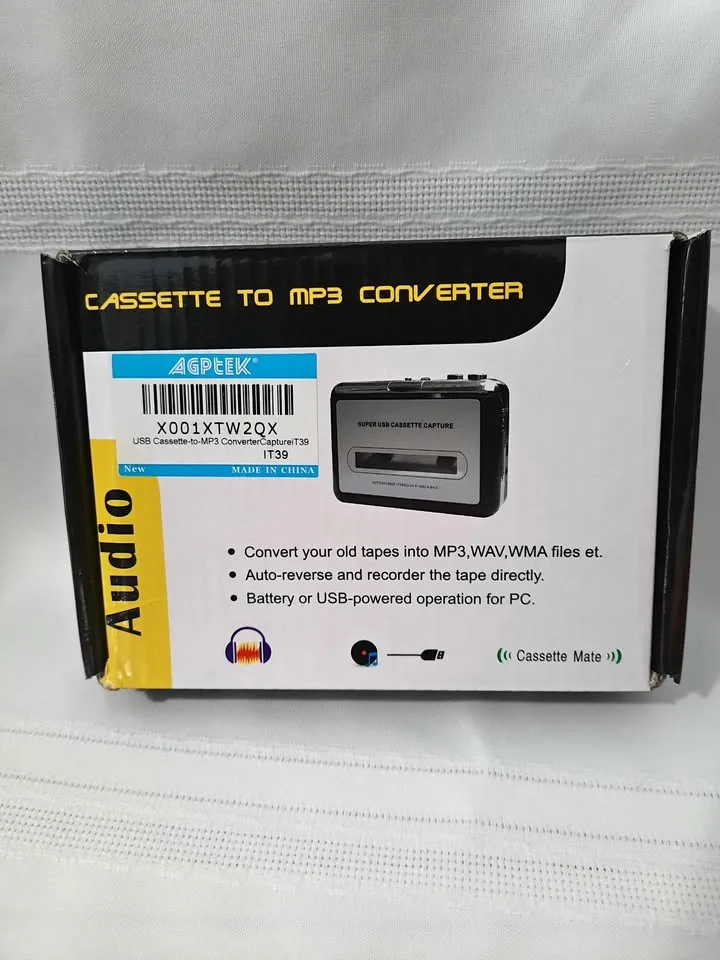 CASSETTE TO MP3 CONVERTER
AGPtEK®
X001XTW2QX
USB Cassette-to-MP3 ConverterCaptureiT39
IT39
New MADE IN CHINA
SUPER USB CASSETTE CAPTURE
Audio
• Convert your old tapes into MP3,WAV,WMA files et.
• Auto-reverse and recorder the tape directly.
• Battery or USB-powered operation for PC.
Cassette Mate